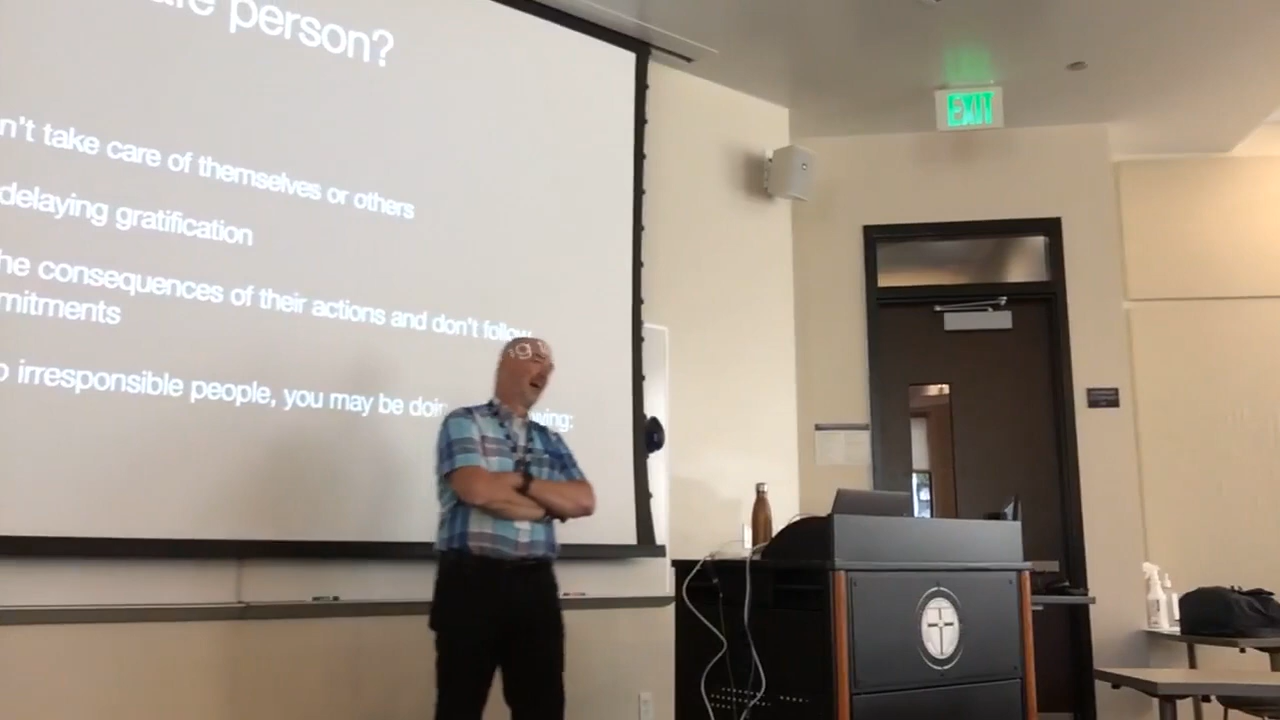 person?
n't take care of themselves or others
delaying gratification
he consequences of their actions and don't follow
mitments
o irresponsible people, you may be doin
EXIT